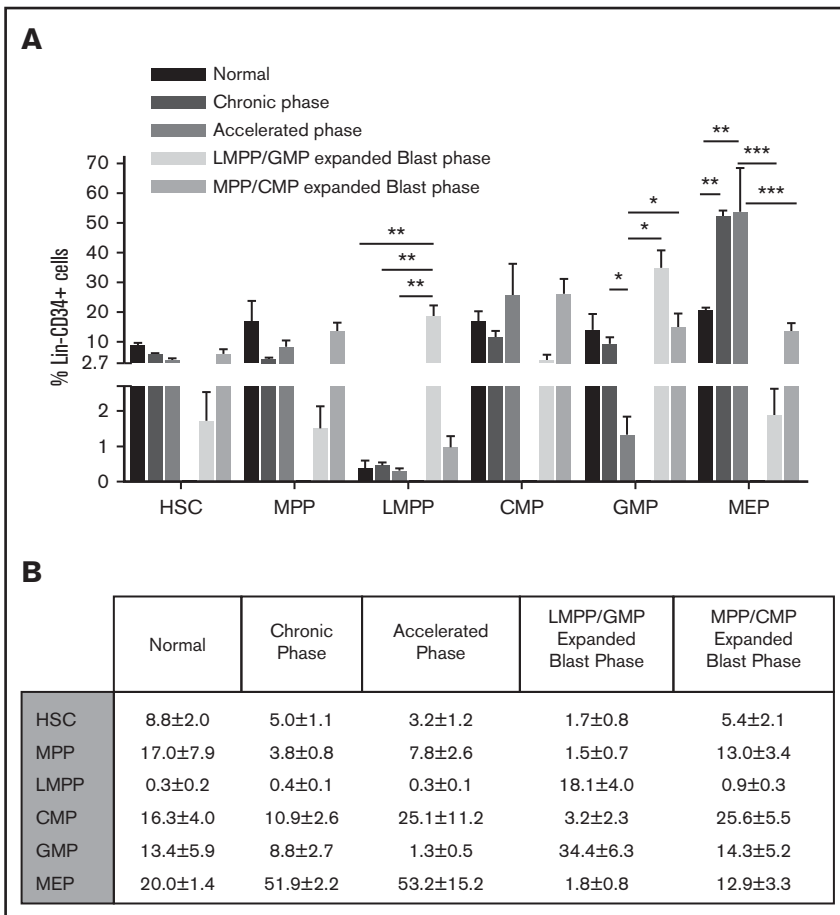 A
Normal
Chronic phase
Accelerated phase
LMPP/GMP expanded Blast phase
MPP/CMP expanded Blast phase
% Lin-CD34+ cells
70
60
50
40
30
20
10
2.7
2
1
0
** *** ** *** * * * ** ** **
HSC MPP LMPP CMP GMP MEP
B
Normal Chronic Phase Accelerated Phase LMPP/GMP Expanded Blast Phase MPP/CMP Expanded Blast Phase
HSC 8.8±2.0 5.0±1.1 3.2±1.2 1.7±0.8 5.4±2.1
MPP 17.0±7.9 3.8±0.8 7.8±2.6 1.5±0.7 13.0±3.4
LMPP 0.3±0.2 0.4±0.1 0.3±0.1 18.1±4.0 0.9±0.3
CMP 16.3±4.0 10.9±2.6 25.1±11.2 3.2±2.3 25.6±5.5
GMP 13.4±5.9 8.8±2.7 1.3±0.5 34.4±6.3 14.3±5.2
MEP 20.0±1.4 51.9±2.2 53.2±15.2 1.8±0.8 12.9±3.3